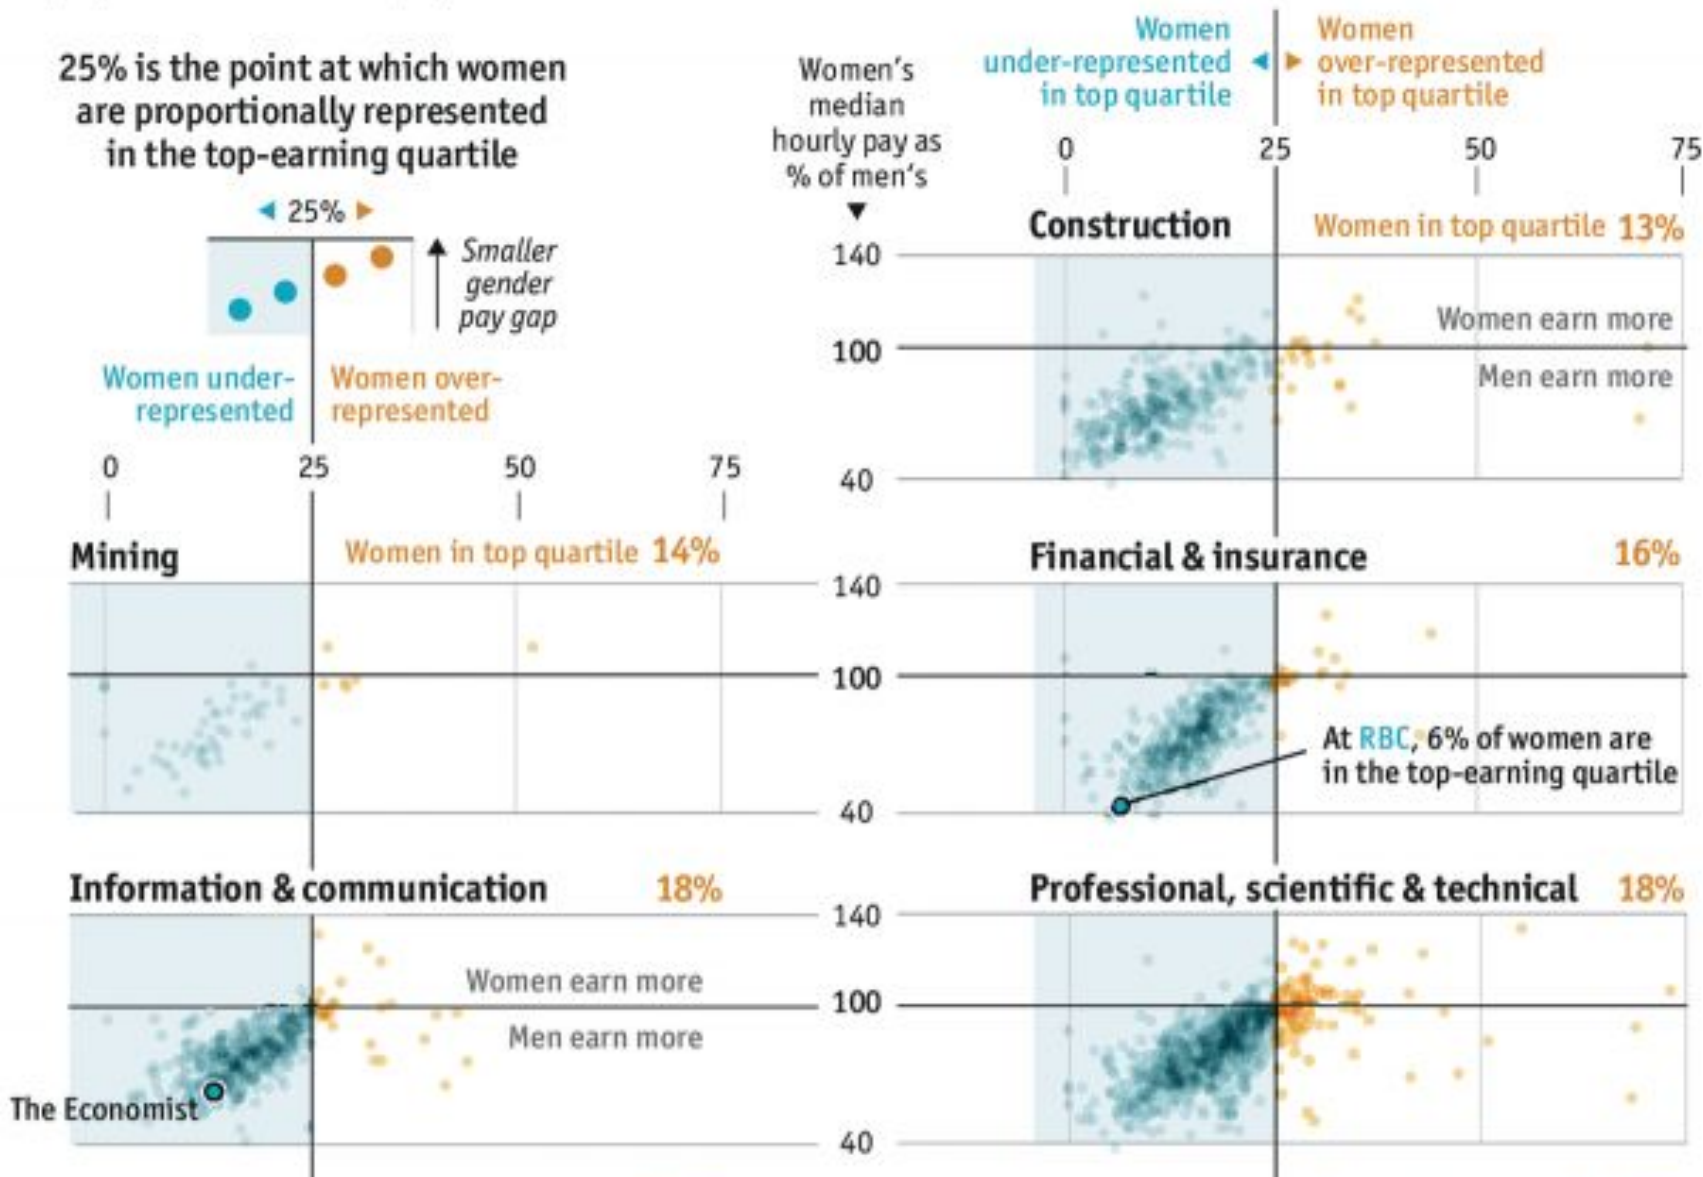 25% is the point at which women
are proportionally represented
in the top-earning quartile
◀ 25% ▶
Smaller
gender
pay gap
Women under-
represented
Women over-
represented
0 25 50 75
Women's
median
hourly pay as
% of men's
▼
Women
under-represented
in top quartile
◀ ▶
Women
over-represented
in top quartile
0 25 50 75
Construction Women in top quartile 13%
140
Women earn more
100
Men earn more
40
Mining Women in top quartile 14%
Financial & insurance 16%
140
100
At RBC, 6% of women are
in the top-earning quartile
40
Information & communication 18%
Women earn more
Men earn more
The Economist
Professional, scientific & technical 18%
140
100
40